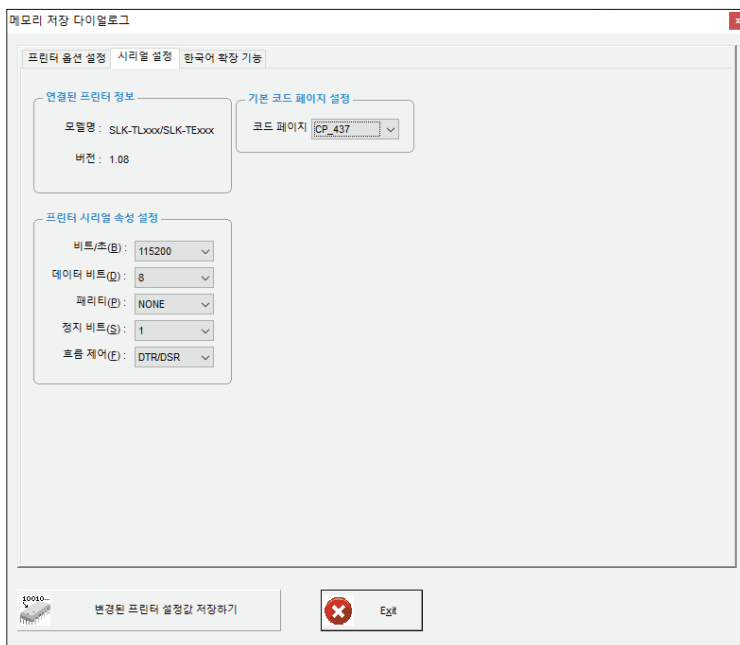 메모리 저장 다이얼로그
x
프린터 옵션 설정 시리얼 설정 한국어 확장 기능
연결된 프린터 정보
모델명 : SLK-TLxxx/SLK-TExxx
버전 : 1.08
기본 코드 페이지 설정
코드 페이지 CP_437
프린터 시리얼 속성 설정
비트/초(B) : 115200
데이터 비트(D) : 8
패리티(P) : NONE
정지 비트(S) : 1
흐름 제어(F) : DTR/DSR
10010--
변경된 프린터 설정값 저장하기
Exit